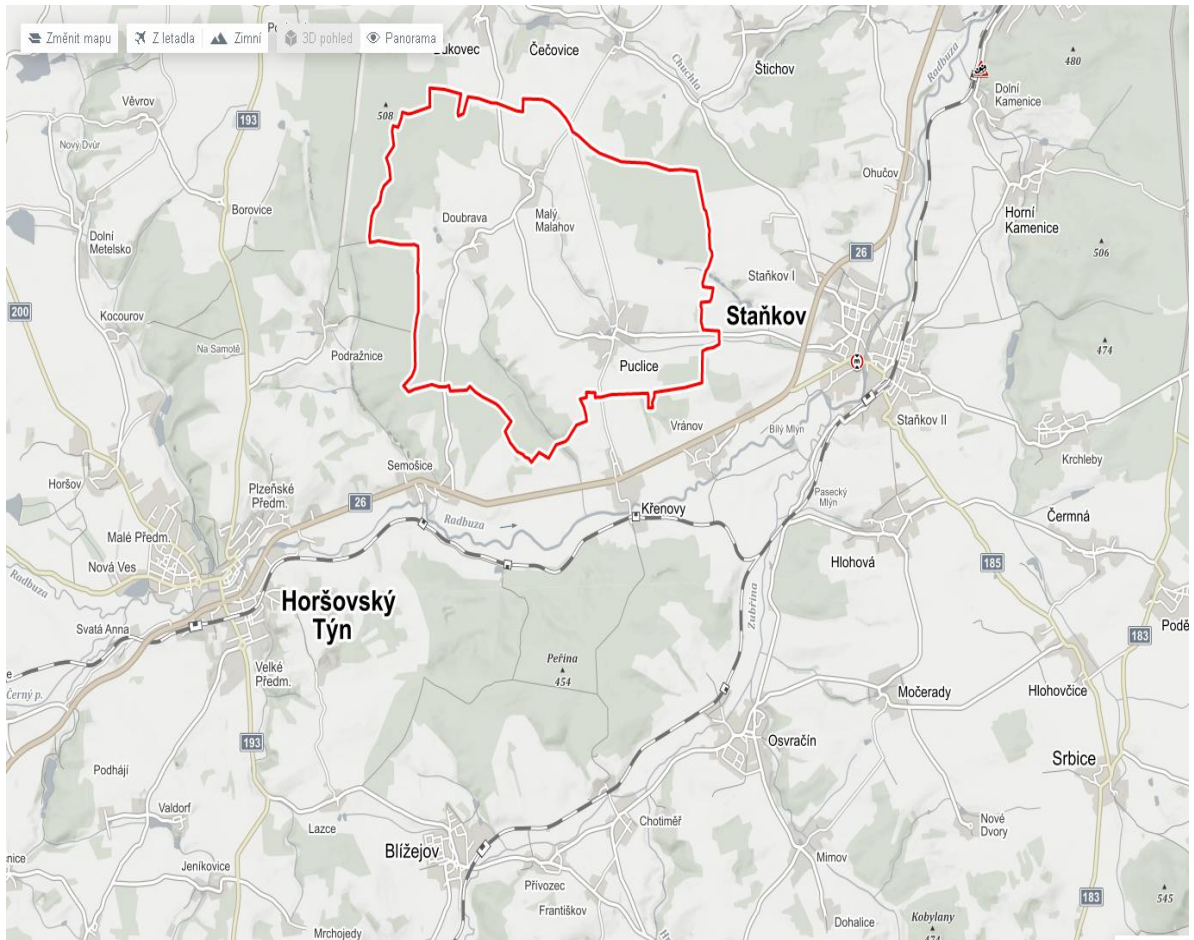 Změnit mapu
Z letadla
Zimní
3D pohled
Panorama
Čečovice
Štichov
Chuchla
Radbuza
480
Dolní
Kamenice
Věvrov
193
508
Nový Dvůr
Borovice
Ohučov
Horní
Kamenice
Dolní
Metelsko
Doubrava
Malý
Malahov
26
506
Staňkov I
Staňkov
200
Kocourov
Na Samotě
Podražnice
Puclice
474
Vránov
Bílý Mlýn
Staňkov II
Krchleby
Semošice
Horšov
Plzeňské
Předm.
26
Radbuza
Křenovy
Pasecký
Mlýn
Čermná
Malé Předm.
Nová Ves
Radbuza
Hlohová
185
Horšovský
Týn
Zubřina
Svatá Anna
183
Podě
Peřina
454
Velké
Předm.
Černý p.
Močerady
Hlohovčice
193
Osvračín
Podhájí
Srbice
Valdorf
Lazce
Chotiměř
Nové
Dvory
Blížejov
Jeníkovice
Mimov
Přívozec
Františkov
183
545
Mrchojedy
Dohalice
Kobylany
474